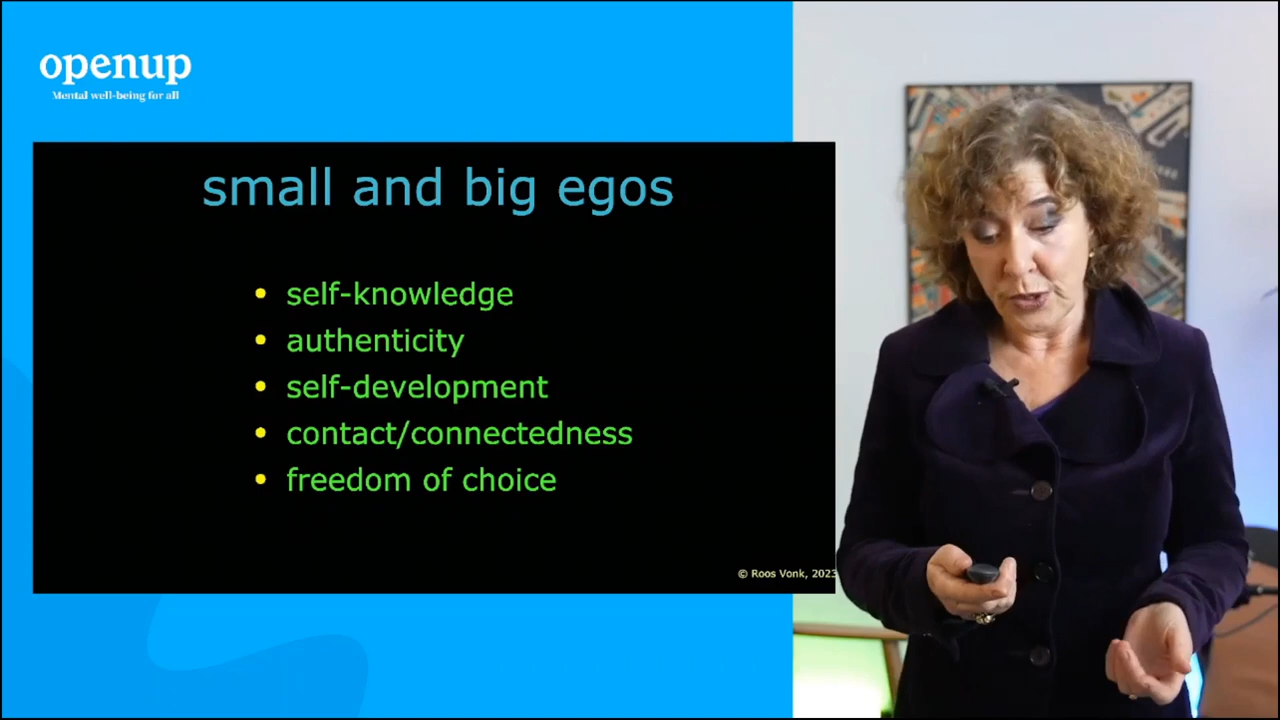 openup
Mental well-being for all
small and big egos
• self-knowledge
• authenticity
• self-development
• contact/connectedness
• freedom of choice
© Roos Vonk, 2023